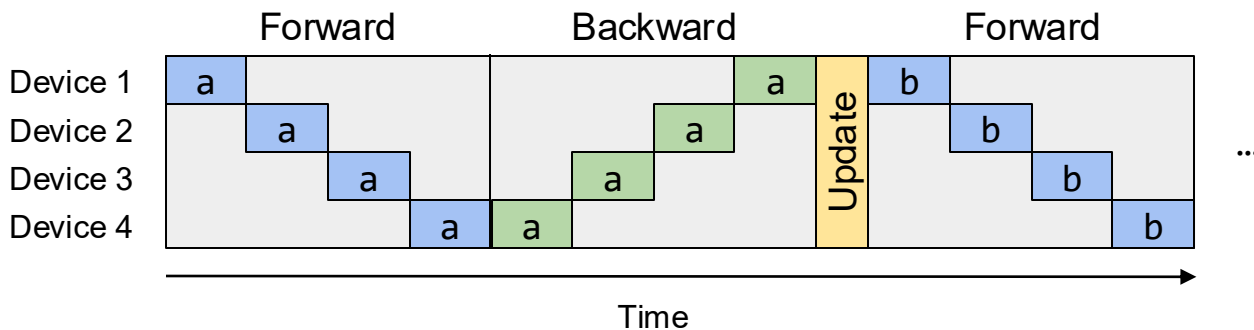 Forward Backward Forward
Device 1 a a b
Device 2 a a b
Device 3 a a b
Device 4 a a b
Update
...
Time